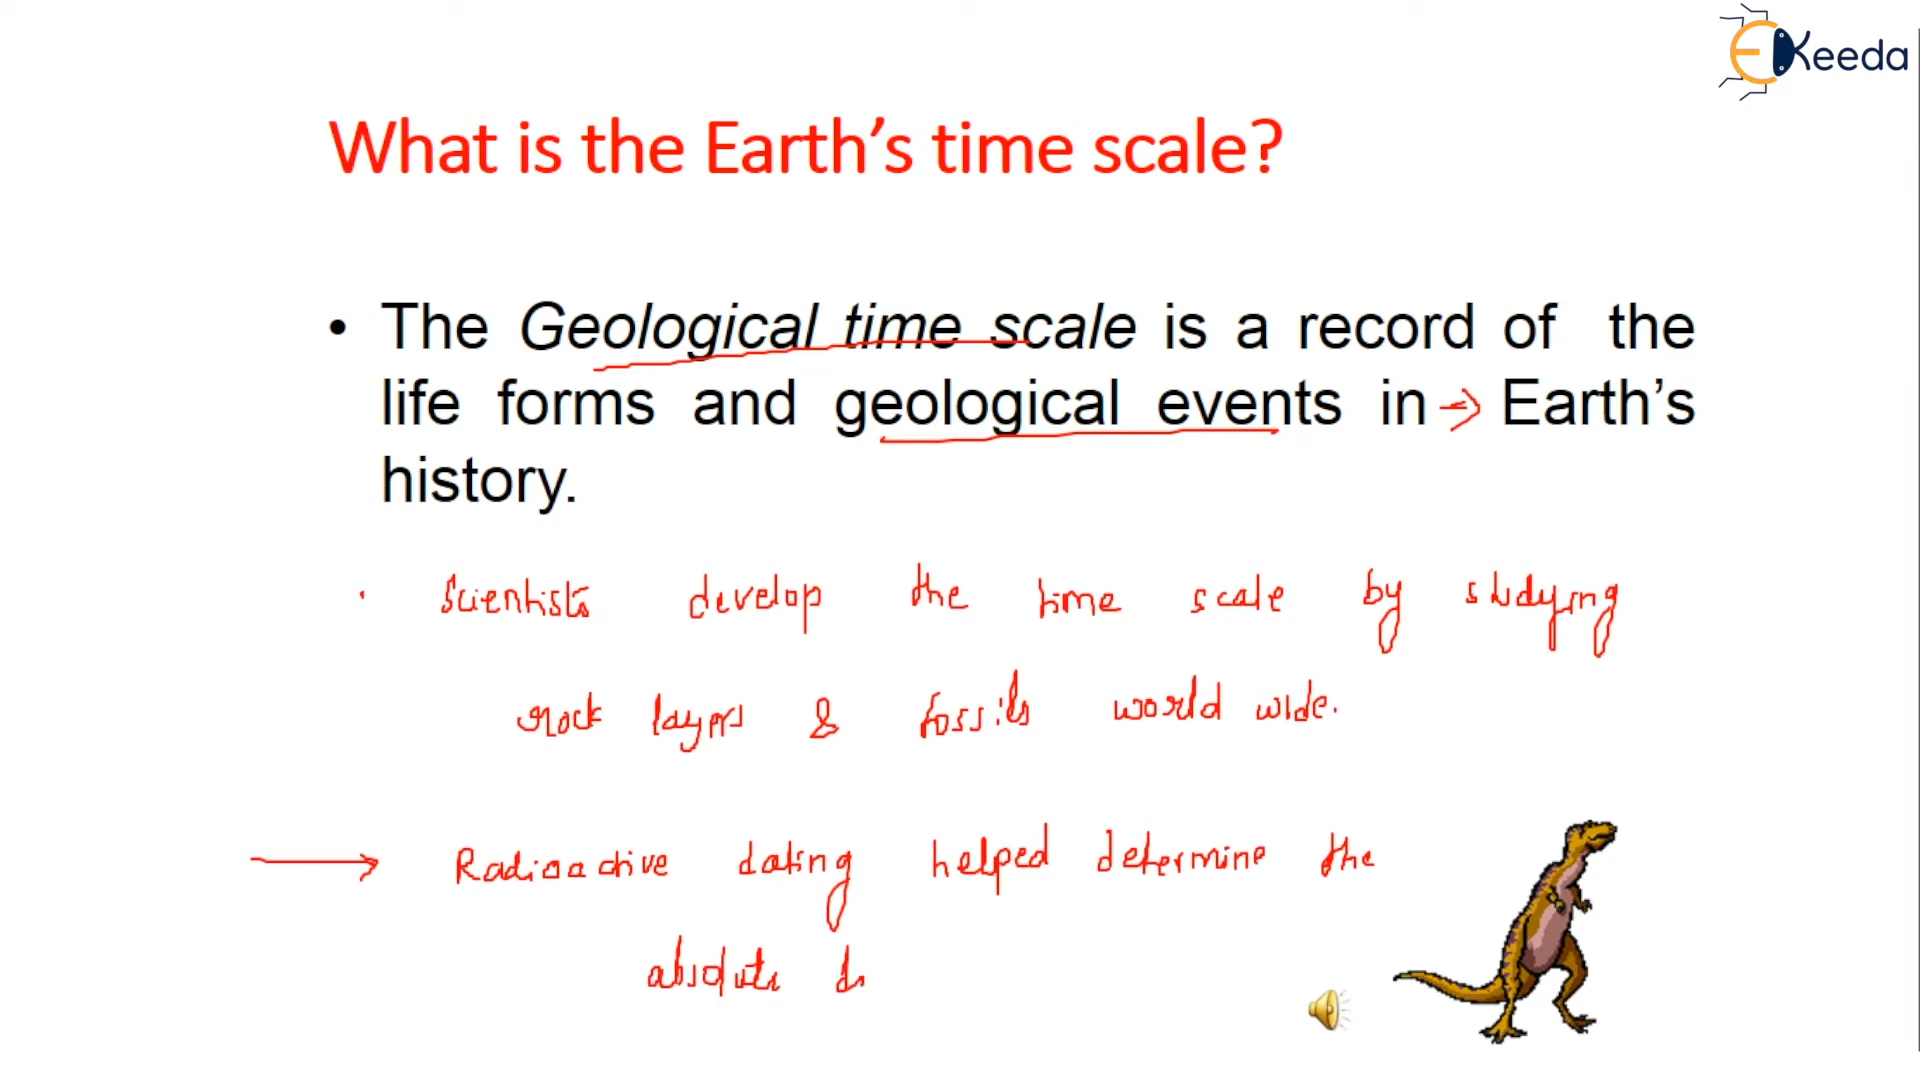 EKeeda
What is the Earth’s time scale?
• The Geological time scale is a record of the
life forms and geological events in → Earth’s
history.
· Scientists develop the time scale by studying
rock layers & fossils world wide.
→ Radioactive dating helped determine the
absolute